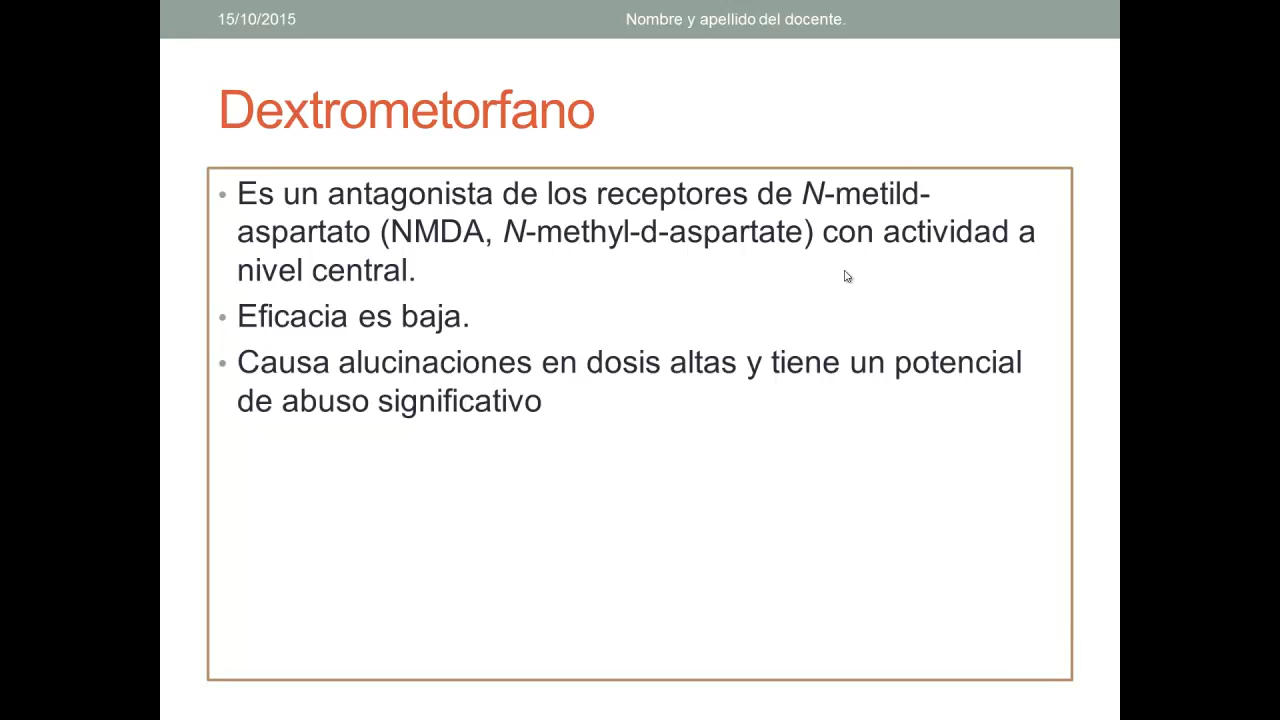 15/10/2015 Nombre y apellido del docente.
Dextrometorfano
• Es un antagonista de los receptores de N-metild-
aspartato (NMDA, N-methyl-d-aspartate) con actividad a
nivel central.
• Eficacia es baja.
• Causa alucinaciones en dosis altas y tiene un potencial
de abuso significativo